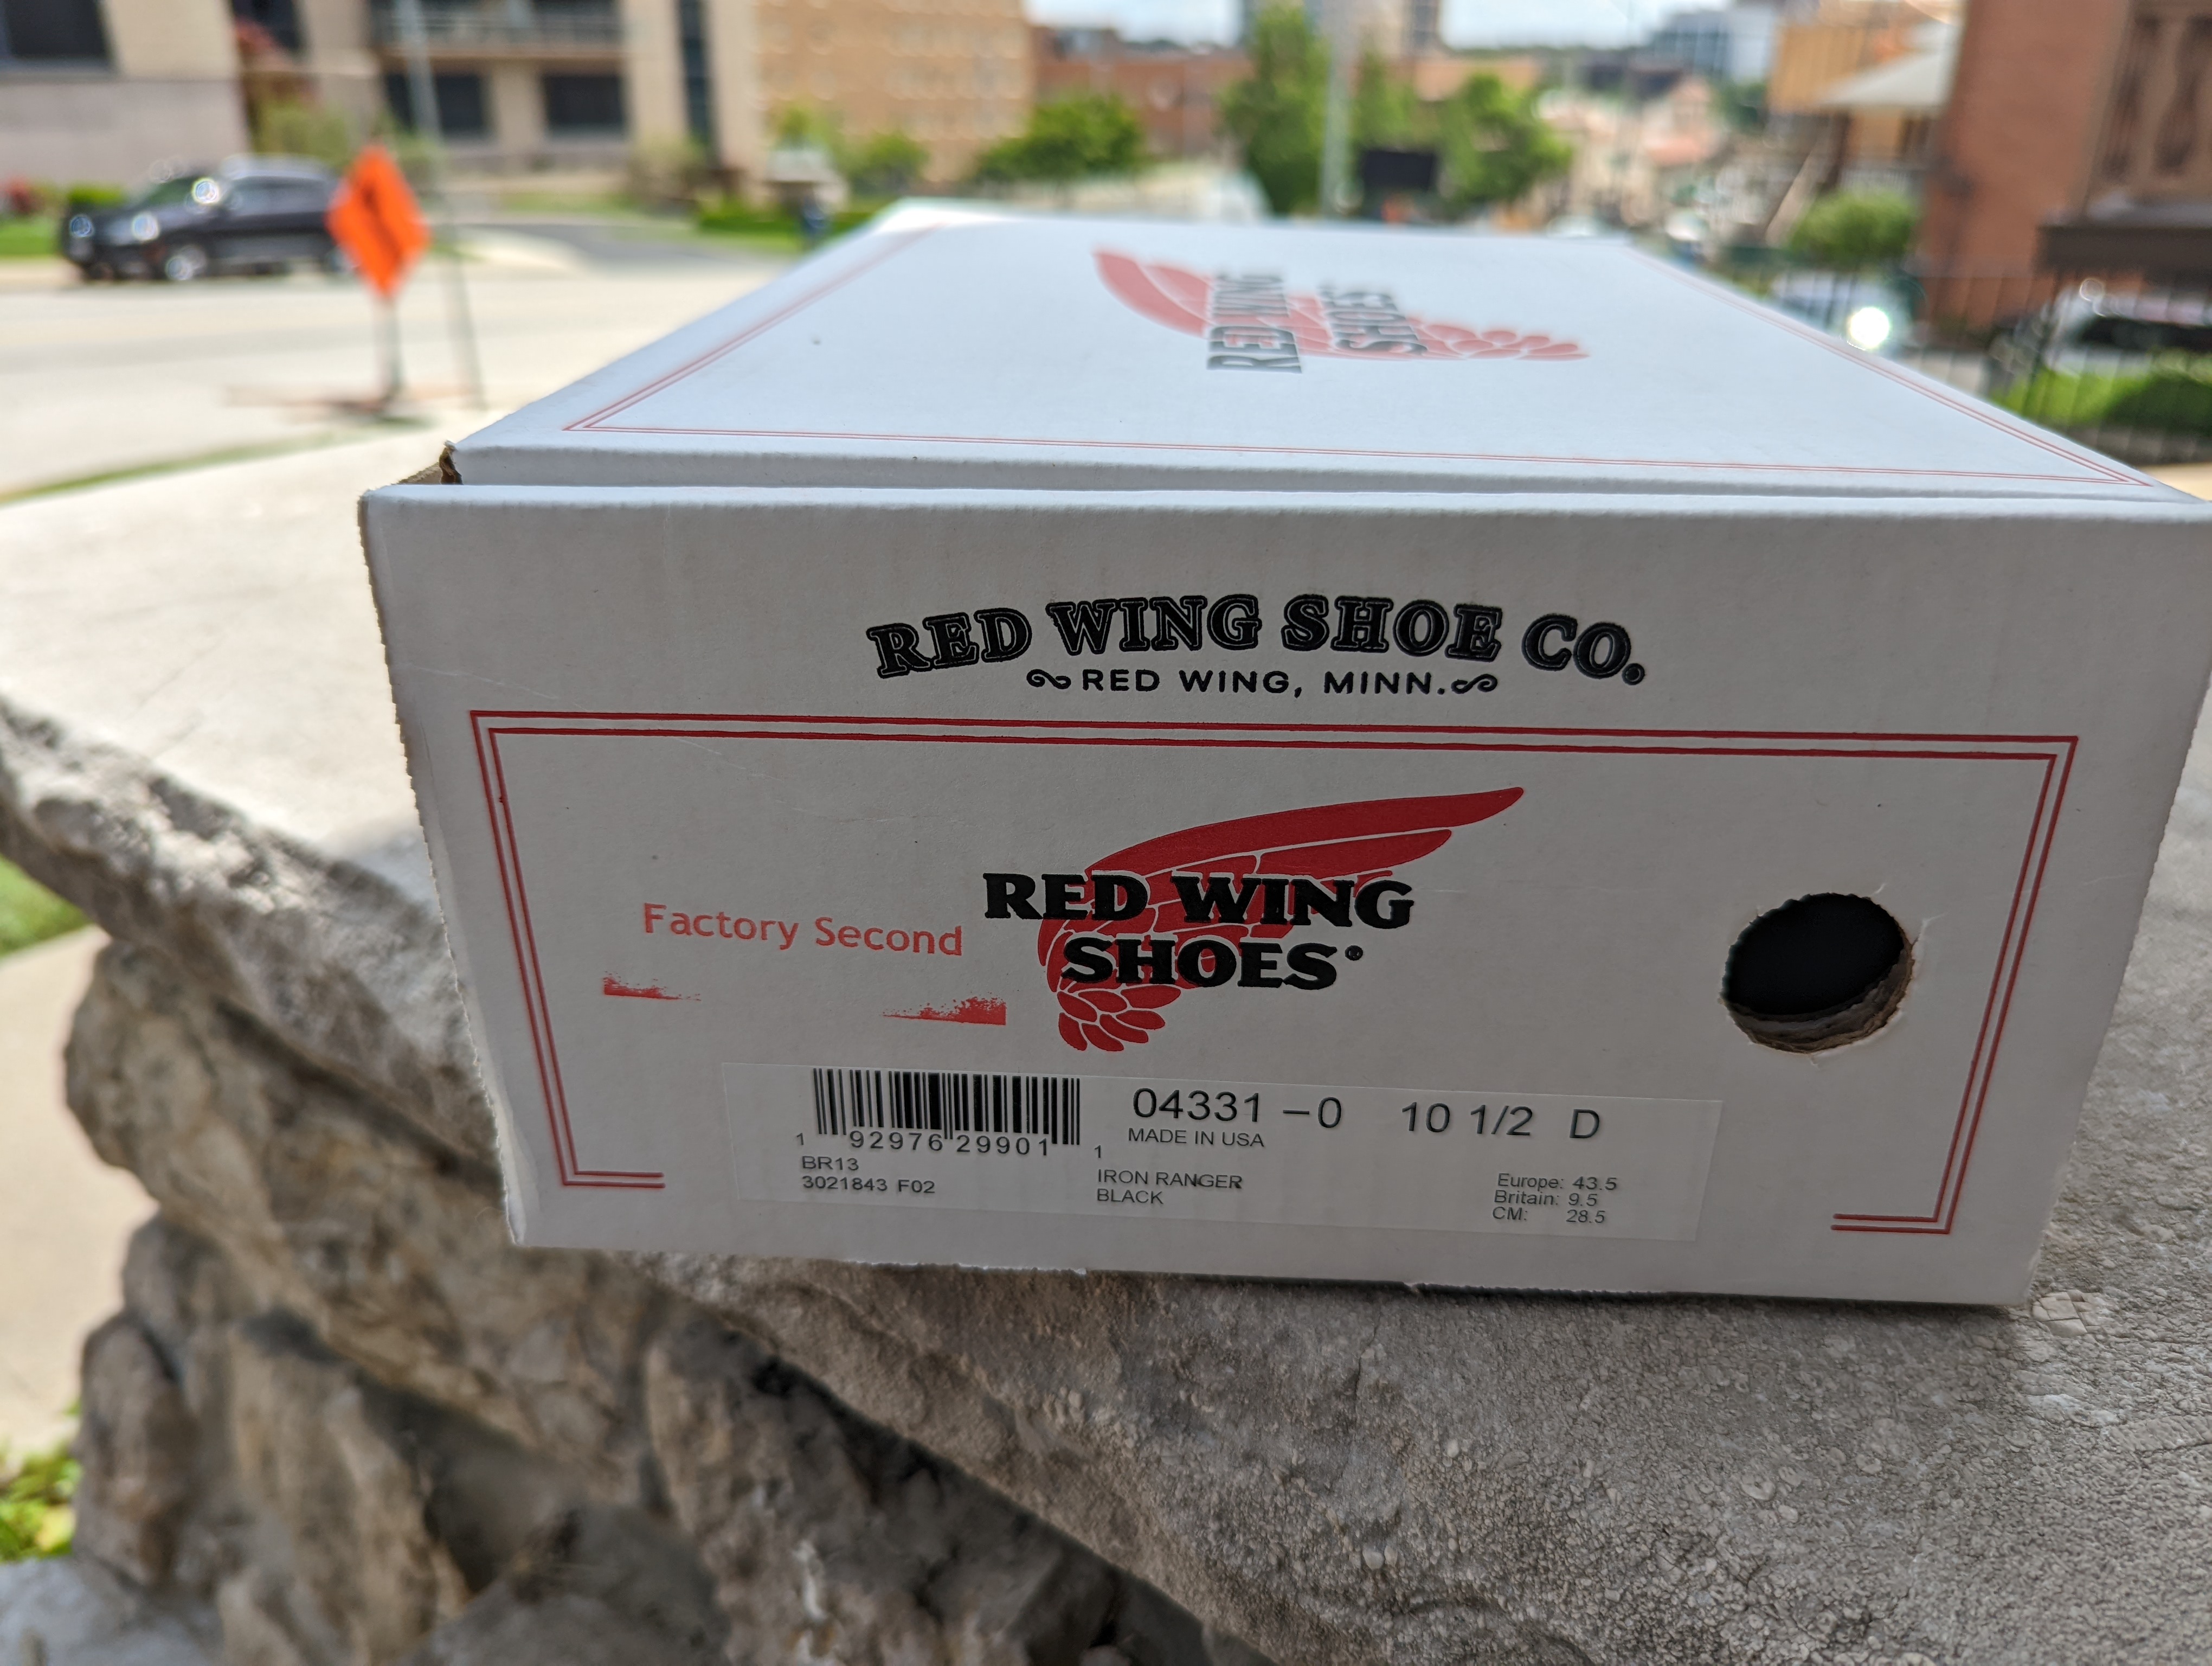 RED WING
SHOES
RED WING SHOE CO.
RED WING, MINN.
Factory Second
RED WING
SHOES®
1 92976 29901 1
04331 -0 10 1/2 D
MADE IN USA
BR13
3021843 F02
IRON RANGER
BLACK
Europe: 43.5
Britain: 9.5
CM: 28.5